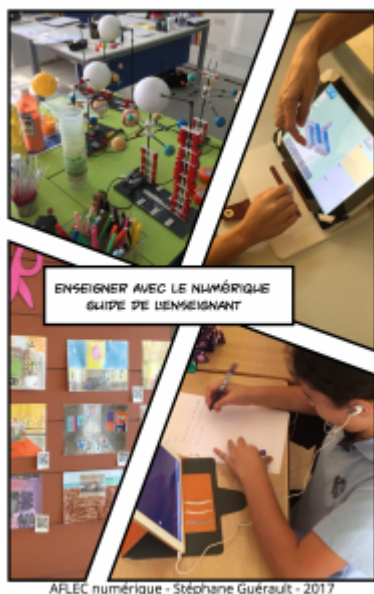 ENSEIGNER AVEC LE NUMÉRIQUE
GUIDE DE L'ENSEIGNANT
AFLEC numérique - Stéphane Guérault - 2017